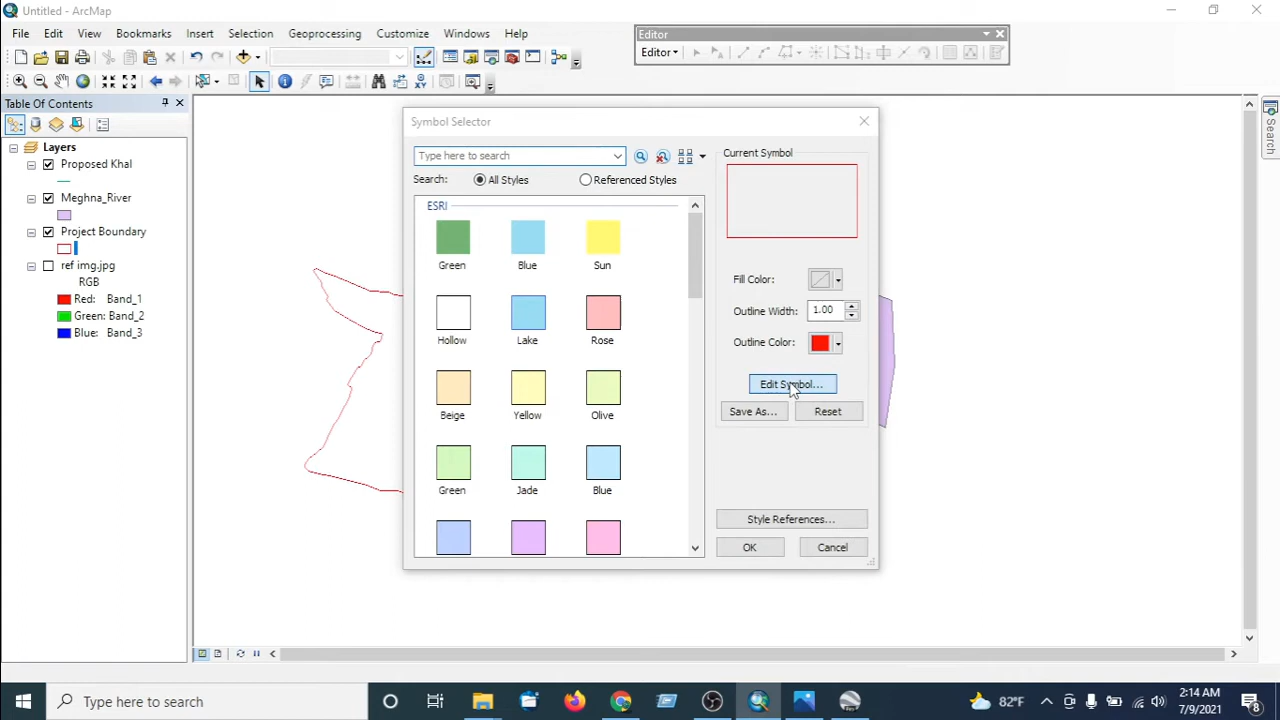 Untitled - ArcMap
File Edit View Bookmarks Insert Selection Geoprocessing Customize Windows Help
Editor
Editor
Table Of Contents
Layers
Proposed Khal
Meghna_River
Project Boundary
ref img.jpg
RGB
Red: Band_1
Green: Band_2
Blue: Band_3
Symbol Selector
Type here to search
Search: All Styles Referenced Styles
ESRI
Green Blue Sun
Hollow Lake Rose
Beige Yellow Olive
Green Jade Blue
Current Symbol
Fill Color:
Outline Width: 1.00
Outline Color:
Edit Symbol...
Save As... Reset
Style References...
OK Cancel
Search
Type here to search
82°F
2:14 AM
7/9/2021
8